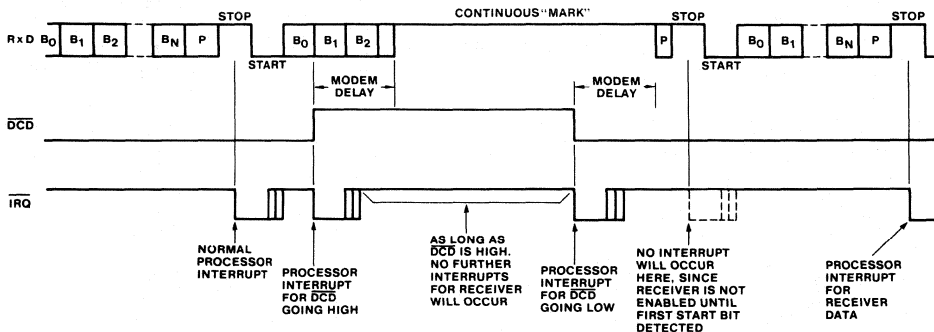 STOP
CONTINUOUS "MARK"
STOP
STOP
RxD B0 B1 B2 BN P B0 B1 B2 P B0 B1 BN P
START
START
MODEM
DELAY
MODEM
DELAY
DCD
IRQ
NORMAL
PROCESSOR
INTERRUPT
PROCESSOR
INTERRUPT
FOR DCD
GOING HIGH
AS LONG AS
DCD IS HIGH.
NO FURTHER
INTERRUPTS
FOR RECEIVER
WILL OCCUR
PROCESSOR
INTERRUPT
FOR DCD
GOING LOW
NO INTERRUPT
WILL OCCUR
HERE, SINCE
RECEIVER IS NOT
ENABLED UNTIL
FIRST START BIT
DETECTED
PROCESSOR
INTERRUPT
FOR
RECEIVER
DATA